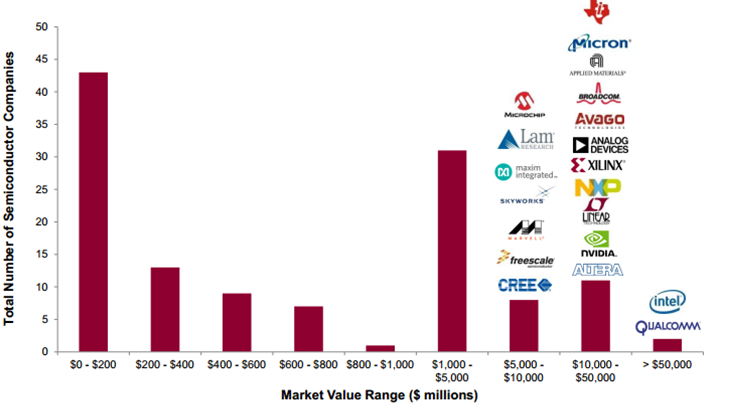 Total Number of Semiconductor Companies
50
45
40
35
30
25
20
15
10
5
0
MICROCHIP
Lam
RESEARCH
maxim
integrated
SKYWORKS
MARVELL
freescale
semiconductor
CREE
Micron
APPLIED MATERIALS
BROADCOM
AVAGO
TECHNOLOGIES
ANALOG
DEVICES
XILINX
NXP
LINEAR
TECHNOLOGY
NVIDIA
ALTERA
intel
QUALCOMM
$0 - $200
$200 - $400
$400 - $600
$600 - $800
$800 - $1,000
$1,000 -
$5,000
$5,000 -
$10,000
$10,000 -
$50,000
> $50,000
Market Value Range ($ millions)